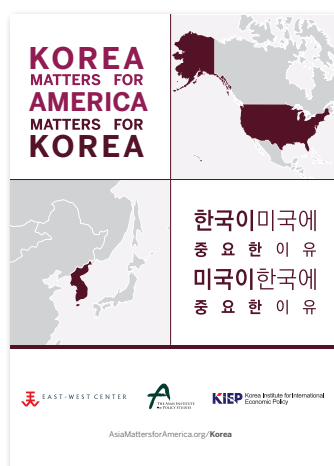 KOREA
MATTERS FOR
AMERICA
MATTERS FOR
KOREA
한국이미국에
중요한이유
미국이한국에
중요한이유
EAST-WEST CENTER
THE ASAN INSTITUTE
for POLICY STUDIES
KIEP Korea Institute for International
Economic Policy
AsiaMattersforAmerica.org/Korea